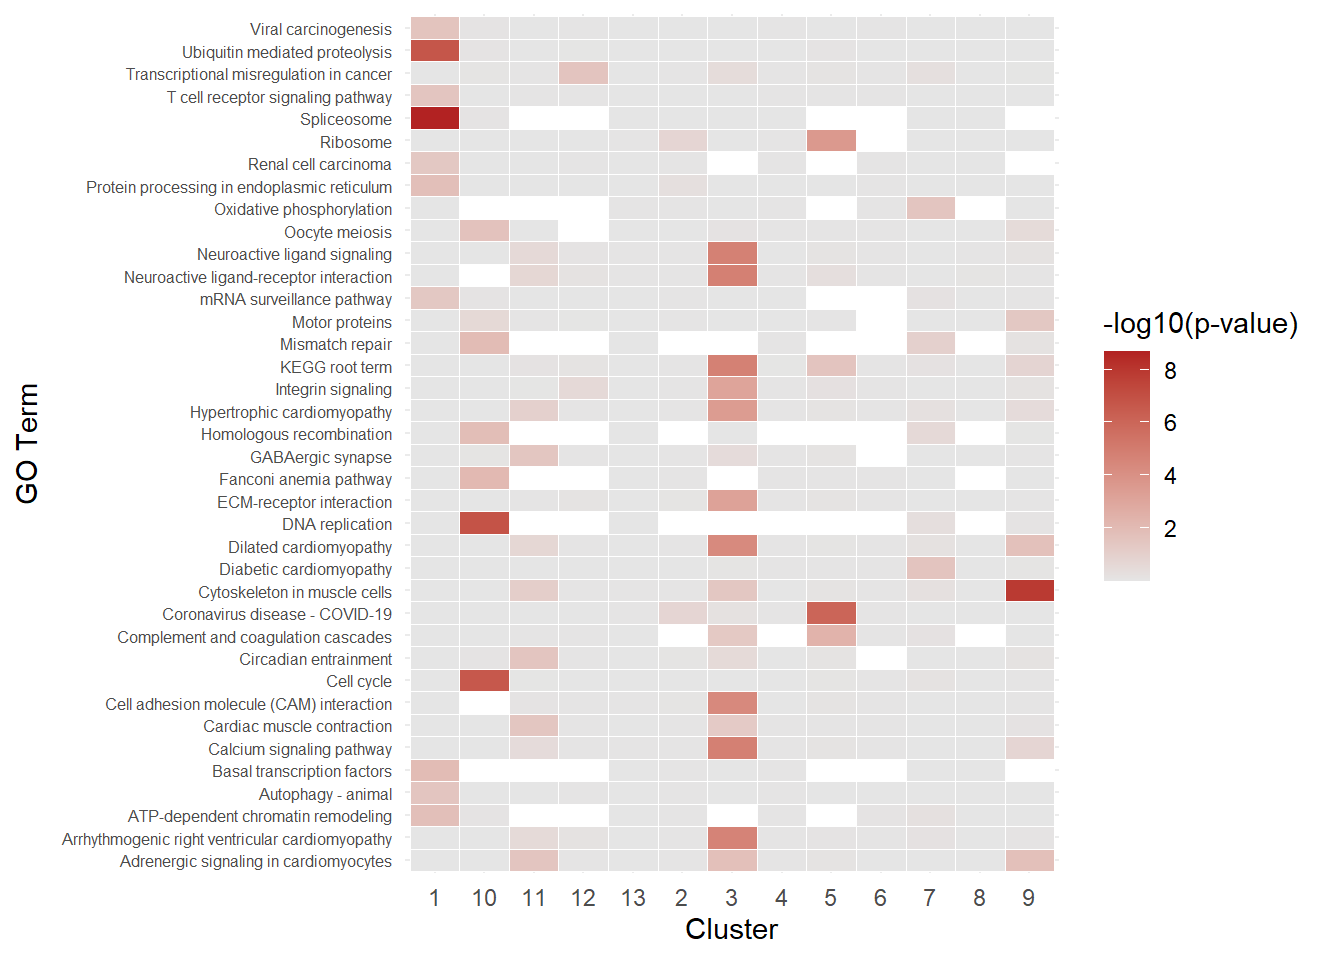 Viral carcinogenesis
Ubiquitin mediated proteolysis
Transcriptional misregulation in cancer
T cell receptor signaling pathway
Spliceosome
Ribosome
Renal cell carcinoma
Protein processing in endoplasmic reticulum
Oxidative phosphorylation
Oocyte meiosis
Neuroactive ligand signaling
Neuroactive ligand-receptor interaction
mRNA surveillance pathway
Motor proteins
Mismatch repair
KEGG root term
Integrin signaling
Hypertrophic cardiomyopathy
Homologous recombination
GABAergic synapse
Fanconi anemia pathway
ECM-receptor interaction
DNA replication
Dilated cardiomyopathy
Diabetic cardiomyopathy
Cytoskeleton in muscle cells
Coronavirus disease - COVID-19
Complement and coagulation cascades
Circadian entrainment
Cell cycle
Cell adhesion molecule (CAM) interaction
Cardiac muscle contraction
Calcium signaling pathway
Basal transcription factors
Autophagy - animal
ATP-dependent chromatin remodeling
Arrhythmogenic right ventricular cardiomyopathy
Adrenergic signaling in cardiomyocytes
GO Term
1 10 11 12 13 2 3 4 5 6 7 8 9
Cluster
-log10(p-value)
8
6
4
2